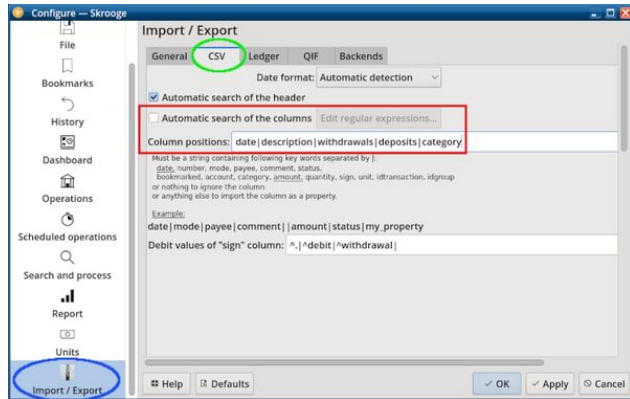 Configure — Skrooge
File
Bookmarks
History
Dashboard
Operations
Scheduled operations
Search and process
Report
Units
Import / Export
Import / Export
General CSV Ledger QIF Backends
Date format: Automatic detection
Automatic search of the header
Automatic search of the columns Edit regular expressions...
Column positions: date|description|withdrawals|deposits|category
Must be a string containing following key words separated by |:
date, number, mode, payee, comment, status,
bookmarked, account, category, amount, quantity, sign, unit, idtransaction, idgroup
or nothing to ignore the column
or anything else to import the column as a property.
Example:
date|mode|payee|comment||amount|status|my_property
Debit values of "sign" column: ^.|^debit|^withdrawal|
Help Defaults OK Apply Cancel